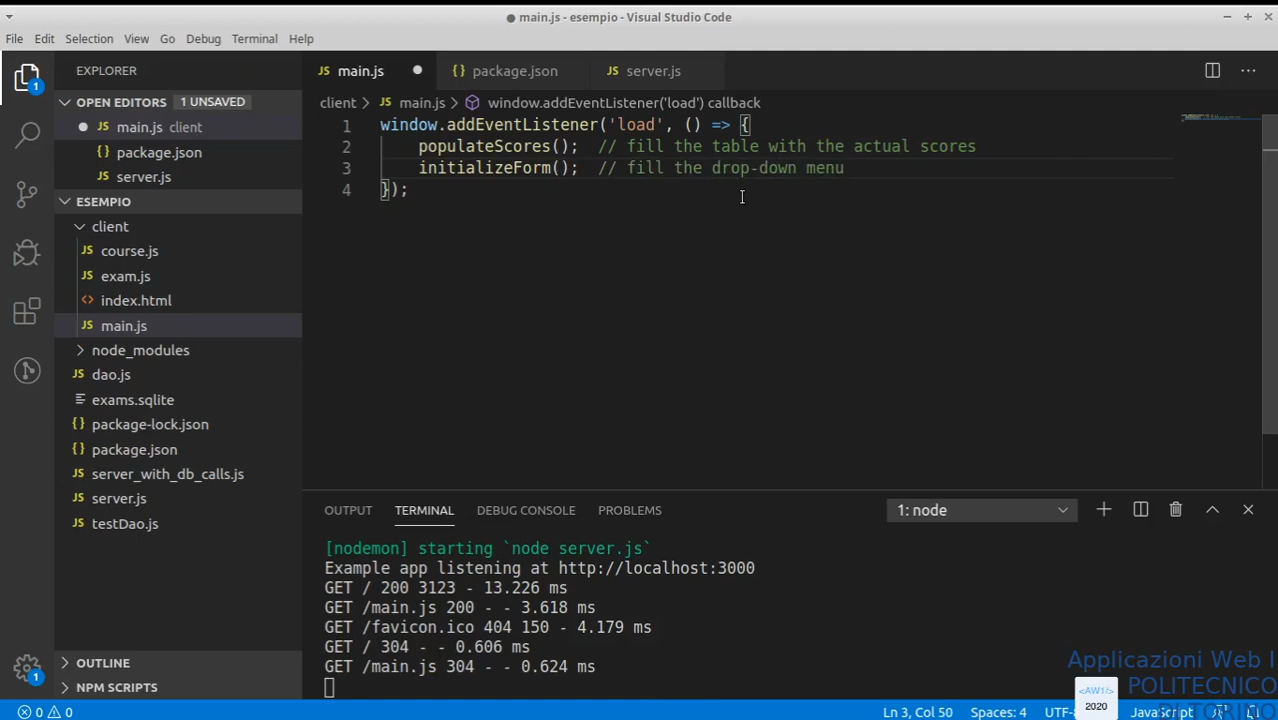 main.js - esempio - Visual Studio Code
File Edit Selection View Go Debug Terminal Help
EXPLORER
main.js
package.json
server.js
OPEN EDITORS 1 UNSAVED
main.js client
package.json
server.js
client > main.js > window.addEventListener('load') callback
1 window.addEventListener('load', () => {
2 populateScores(); // fill the table with the actual scores
3 initializeForm(); // fill the drop-down menu
4 });
ESEMPIO
client
course.js
exam.js
index.html
main.js
node_modules
dao.js
exams.sqlite
package-lock.json
package.json
server_with_db_calls.js
server.js
testDao.js
OUTLINE
NPM SCRIPTS
OUTPUT TERMINAL DEBUG CONSOLE PROBLEMS 1: node
[nodemon] starting `node server.js`
Example app listening at http://localhost:3000
GET / 200 3123 - 13.226 ms
GET /main.js 200 - - 3.618 ms
GET /favicon.ico 404 150 - 4.179 ms
GET / 304 - - 0.606 ms
GET /main.js 304 - - 0.624 ms
1
1
Applicazioni Web I
POLITECNICO
DI TORINO
<AW1/>
2020
0 0 Ln 3, Col 50 Spaces: 4 JavaScript